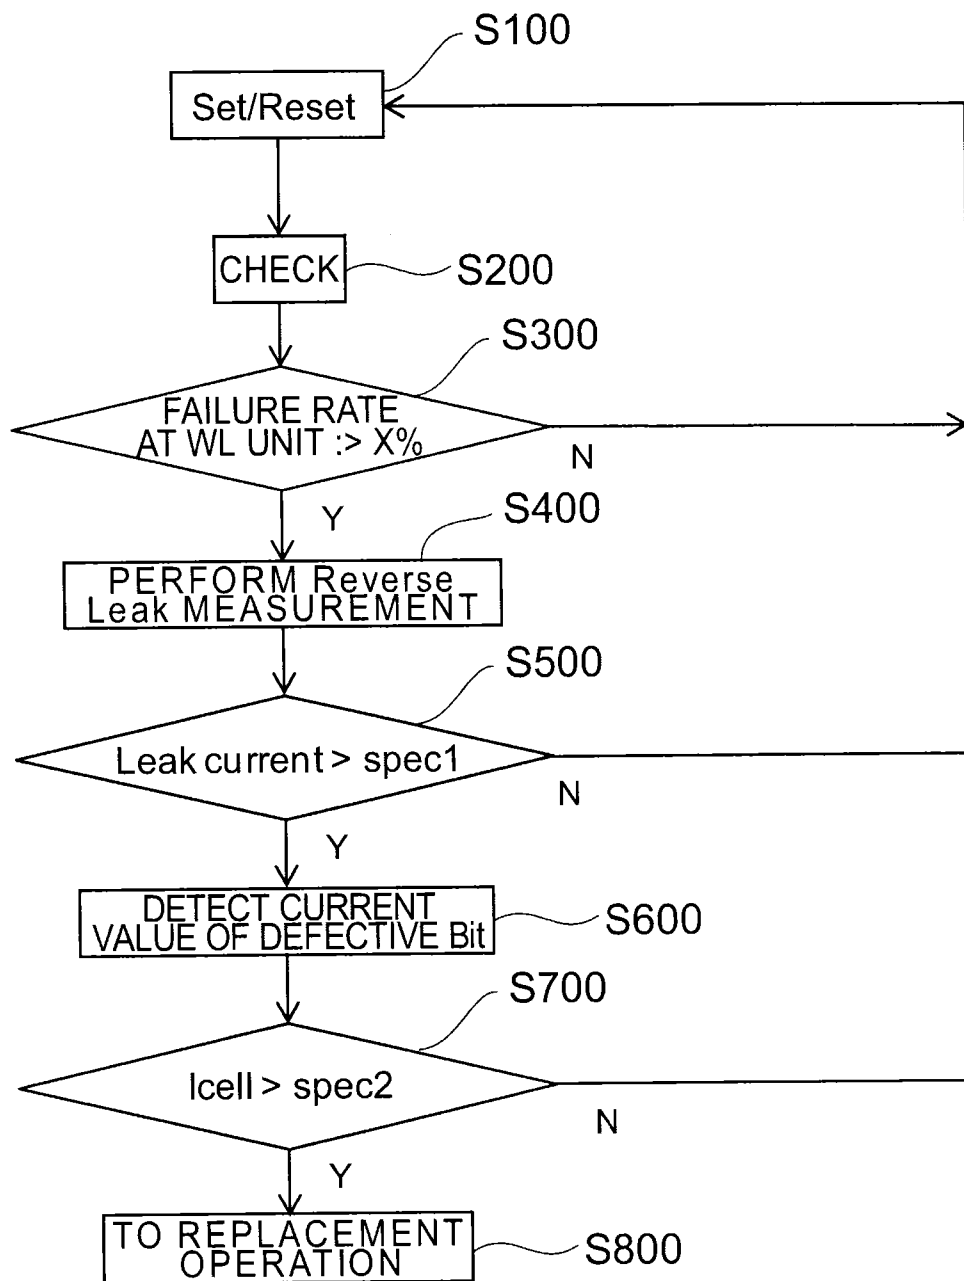 S100
Set/Reset
CHECK
S200
S300
FAILURE RATE
AT WL UNIT :> X%
N
Y
S400
PERFORM Reverse
Leak MEASUREMENT
S500
Leak current > spec1
N
Y
DETECT CURRENT
VALUE OF DEFECTIVE Bit
S600
S700
Icell > spec2
N
Y
TO REPLACEMENT
OPERATION
S800